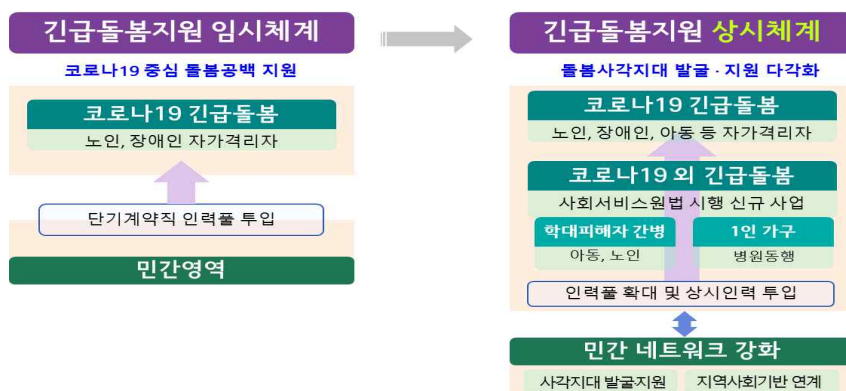 긴급돌봄지원 임시체계
코로나19 중심 돌봄공백 지원
코로나19 긴급돌봄
노인, 장애인 자가격리자
단기계약직 인력풀 투입
민간영역
긴급돌봄지원 상시체계
돌봄사각지대 발굴 · 지원 다각화
코로나19 긴급돌봄
노인, 장애인, 아동 등 자가격리자
코로나19 외 긴급돌봄
사회서비스원법 시행 신규 사업
학대피해자 간병
아동, 노인
1인 가구
병원동행
인력풀 확대 및 상시인력 투입
민간 네트워크 강화
사각지대 발굴지원
지역사회기반 연계